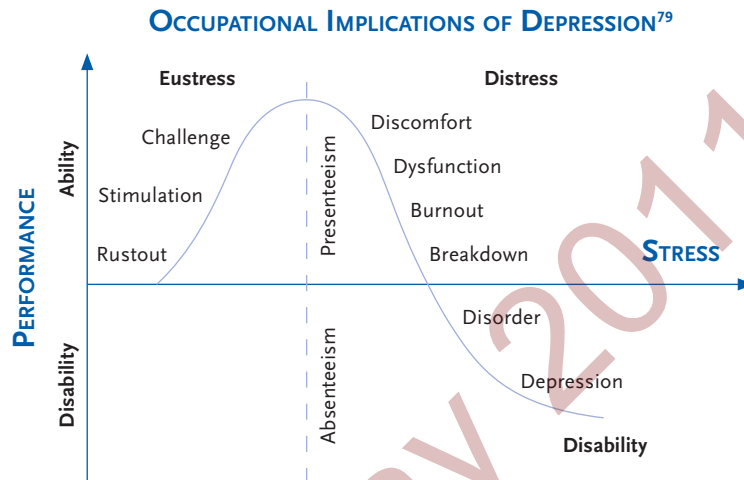 OCCUPATIONAL IMPLICATIONS OF DEPRESSION79
Eustress
Distress
Challenge
Discomfort
Ability
Presenteeism
Dysfunction
Stimulation
Burnout
Rustout
Breakdown
STRESS
PERFORMANCE
Disorder
Disability
Absenteeism
Depression
Disability
y 2011